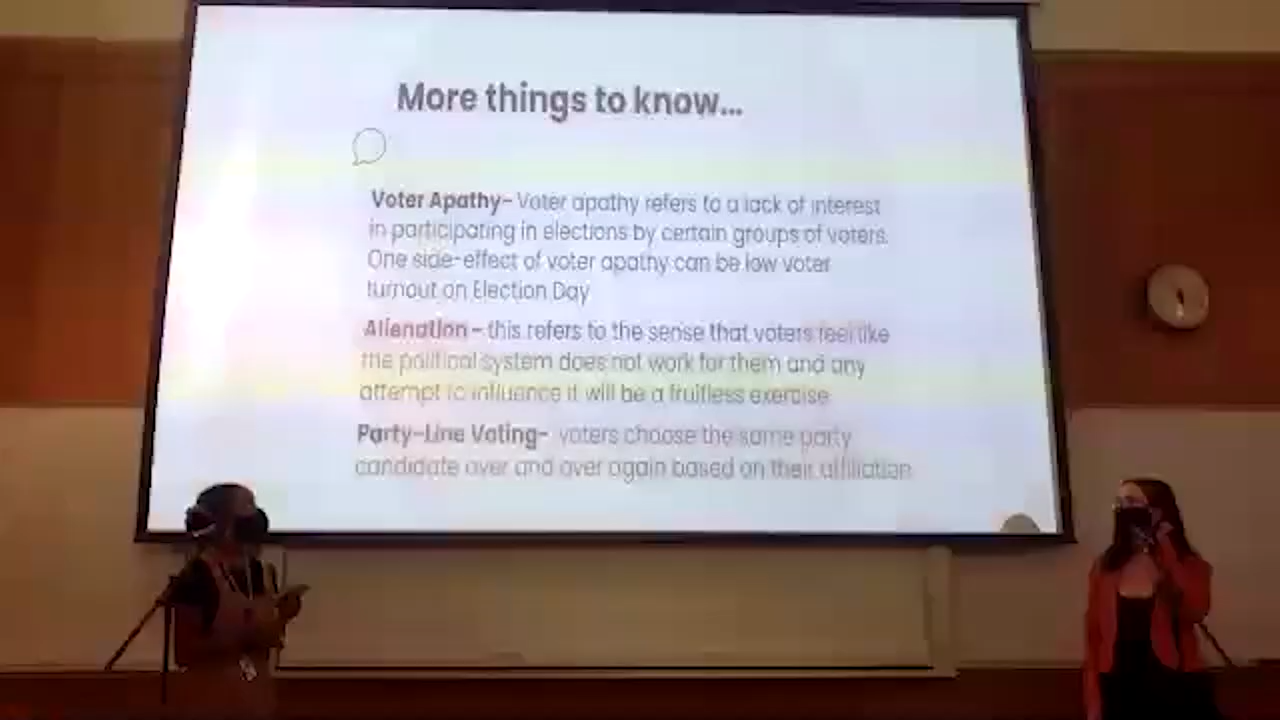 More things to know...
Voter Apathy- Voter apathy refers to a lack of interest
in participating in elections by certain groups of voters.
One side-effect of voter apathy can be low voter
turnout on Election Day
Alienation - this refers to the sense that voters feel like
the political system does not work for them and any
attempt to influence it will be a fruitless exercise
Party-Line Voting- voters choose the same party
candidate over and over again based on their affiliation